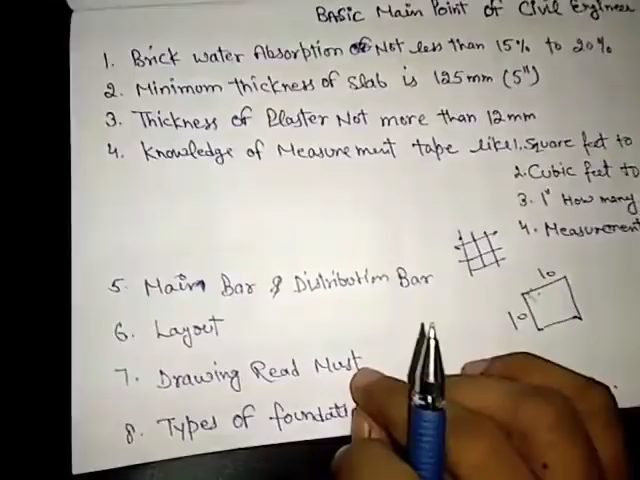 BASIC Main Point of Civil Engineer
1. Brick water Absorption of Not less than 15% to 20%
2. Minimum thickness of slab is 125mm (5")
3. Thickness of Plaster Not more than 12mm
4. Knowledge of Measurement tape like 1. Square feet to
2. Cubic feet to
3. 1" How many
4. Measurement
5. Main Bar & Distribution Bar
10
10
6. Layout
7. Drawing Read Must
8. Types of foundati